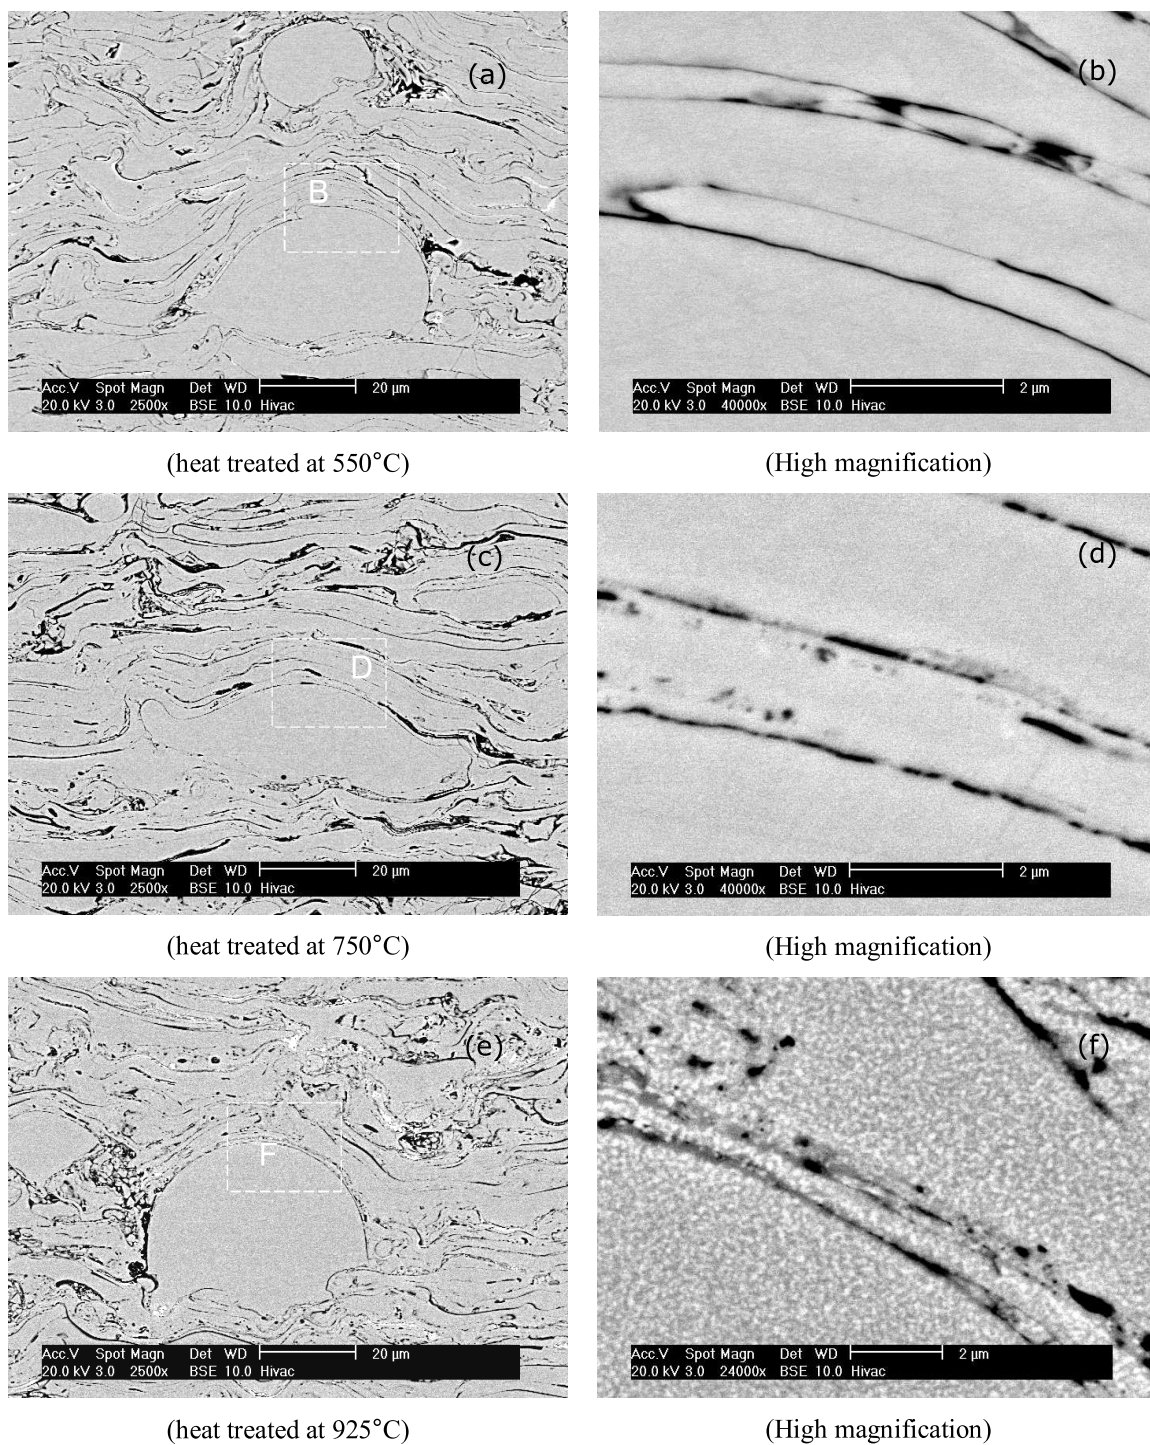 (a)
B
Acc.V Spot Magn Det WD 20 µm
20.0 kV 3.0 2500x BSE 10.0 Hivac
(b)
Acc.V Spot Magn Det WD 2 µm
20.0 kV 3.0 40000x BSE 10.0 Hivac
(heat treated at 550°C)
(High magnification)
(c)
D
Acc.V Spot Magn Det WD 20 µm
20.0 kV 3.0 2500x BSE 10.0 Hivac
(d)
Acc.V Spot Magn Det WD 2 µm
20.0 kV 3.0 40000x BSE 10.0 Hivac
(heat treated at 750°C)
(High magnification)
(e)
F
Acc.V Spot Magn Det WD 20 µm
20.0 kV 3.0 2500x BSE 10.0 Hivac
(f)
Acc.V Spot Magn Det WD 2 µm
20.0 kV 3.0 24000x BSE 10.0 Hivac
(heat treated at 925°C)
(High magnification)